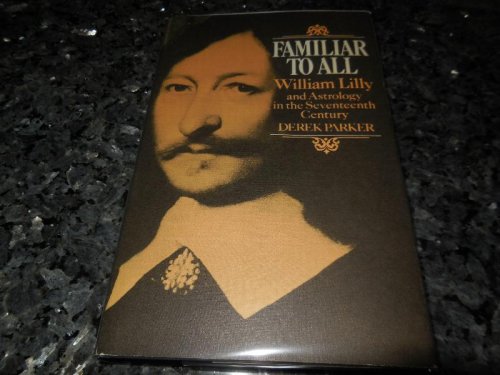 FAMILIAR
TO ALL
William Lilly
and Astrology
in the Seventeenth
Century
DEREK PARKER